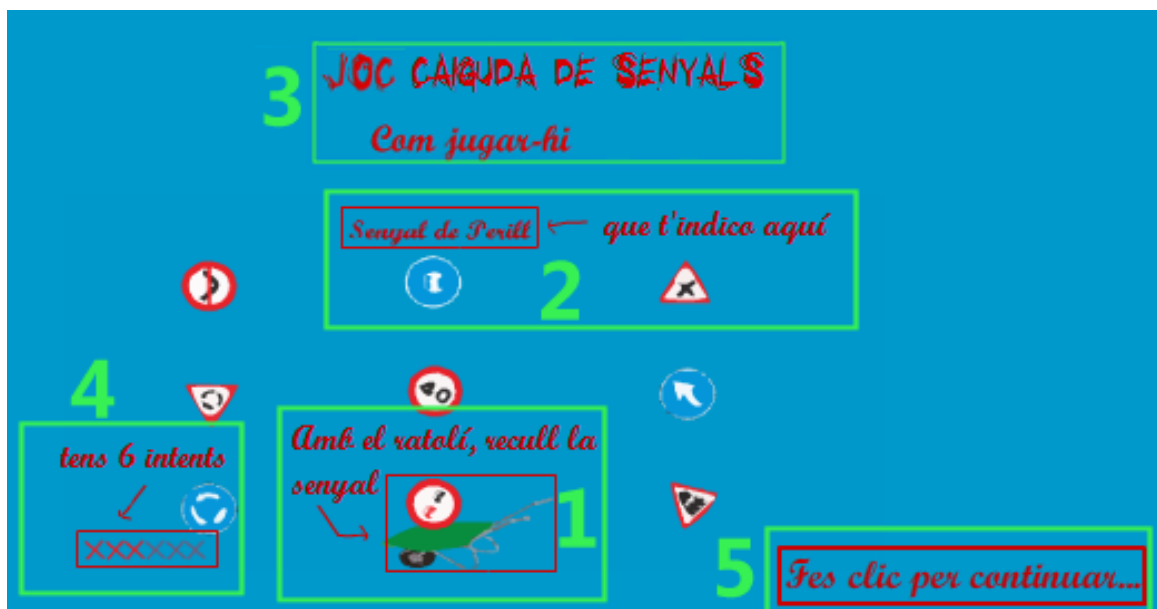 3
JOC CAIGUDA DE SENYALS
Com jugar-hi
Senyal de Perill
que t'indico aquí
2
4
40
tens 6 intents
XXXXXX
Amb el ratolí, recull la
senyal
1
5
Fes clic per continuar...